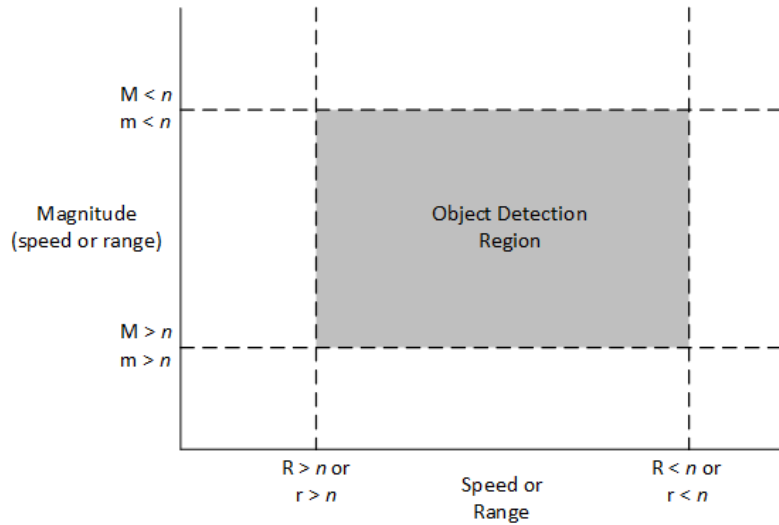 M < n
m < n
Magnitude
(speed or range)
Object Detection
Region
M > n
m > n
R > n or
r > n
Speed or
Range
R < n or
r < n